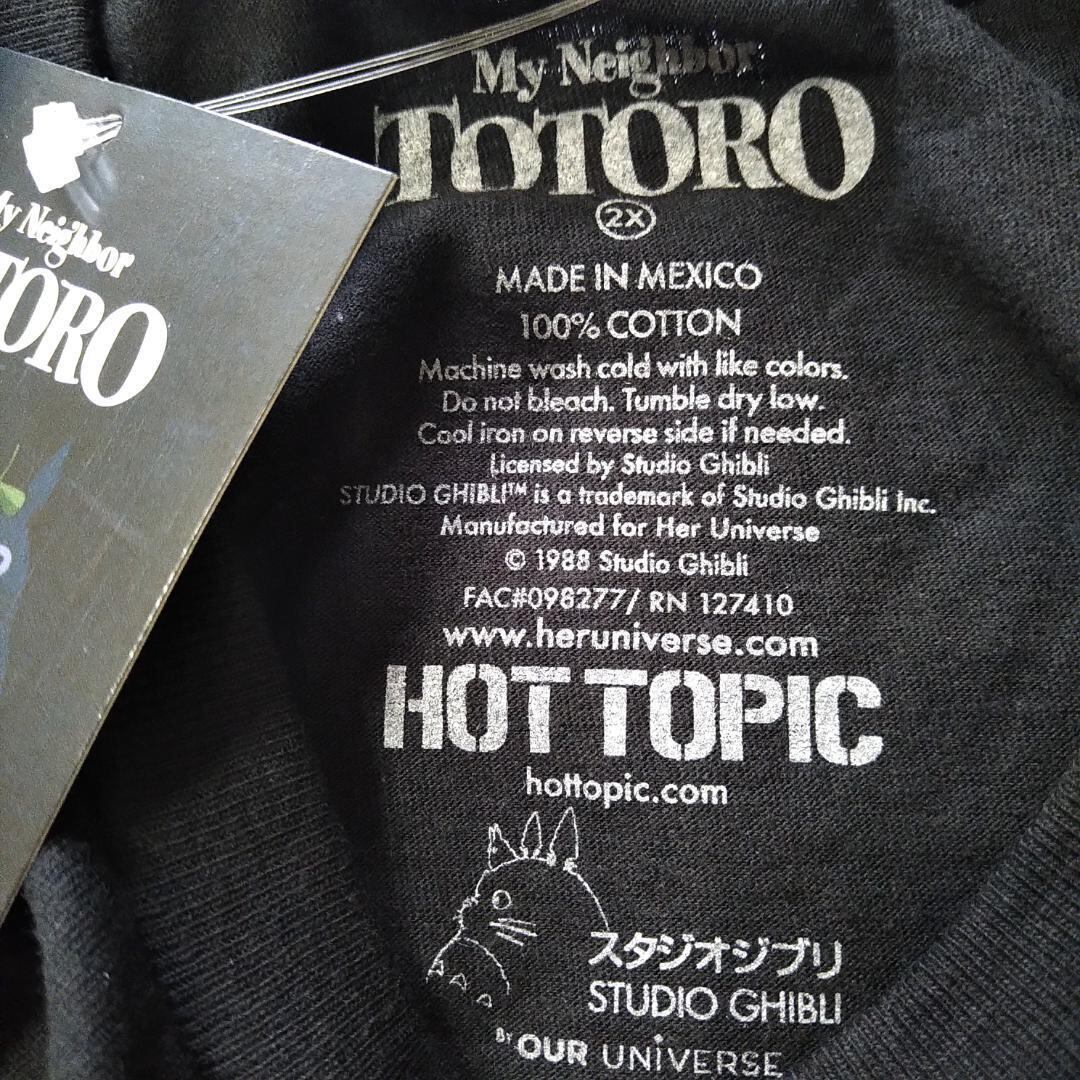 My Neighbor
TOTORO
2X
MADE IN MEXICO
100% COTTON
Machine wash cold with like colors.
Do not bleach. Tumble dry low.
Cool iron on reverse side if needed.
Licensed by Studio Ghibli
STUDIO GHIBLI™ is a trademark of Studio Ghibli Inc.
Manufactured for Her Universe
© 1988 Studio Ghibli
FAC#098277/ RN 127410
www.heruniverse.com
HOT TOPIC
hottopic.com
スタジオジブリ
STUDIO GHIBLI
BY OUR UNiVERSE
My Neighbor
TORO